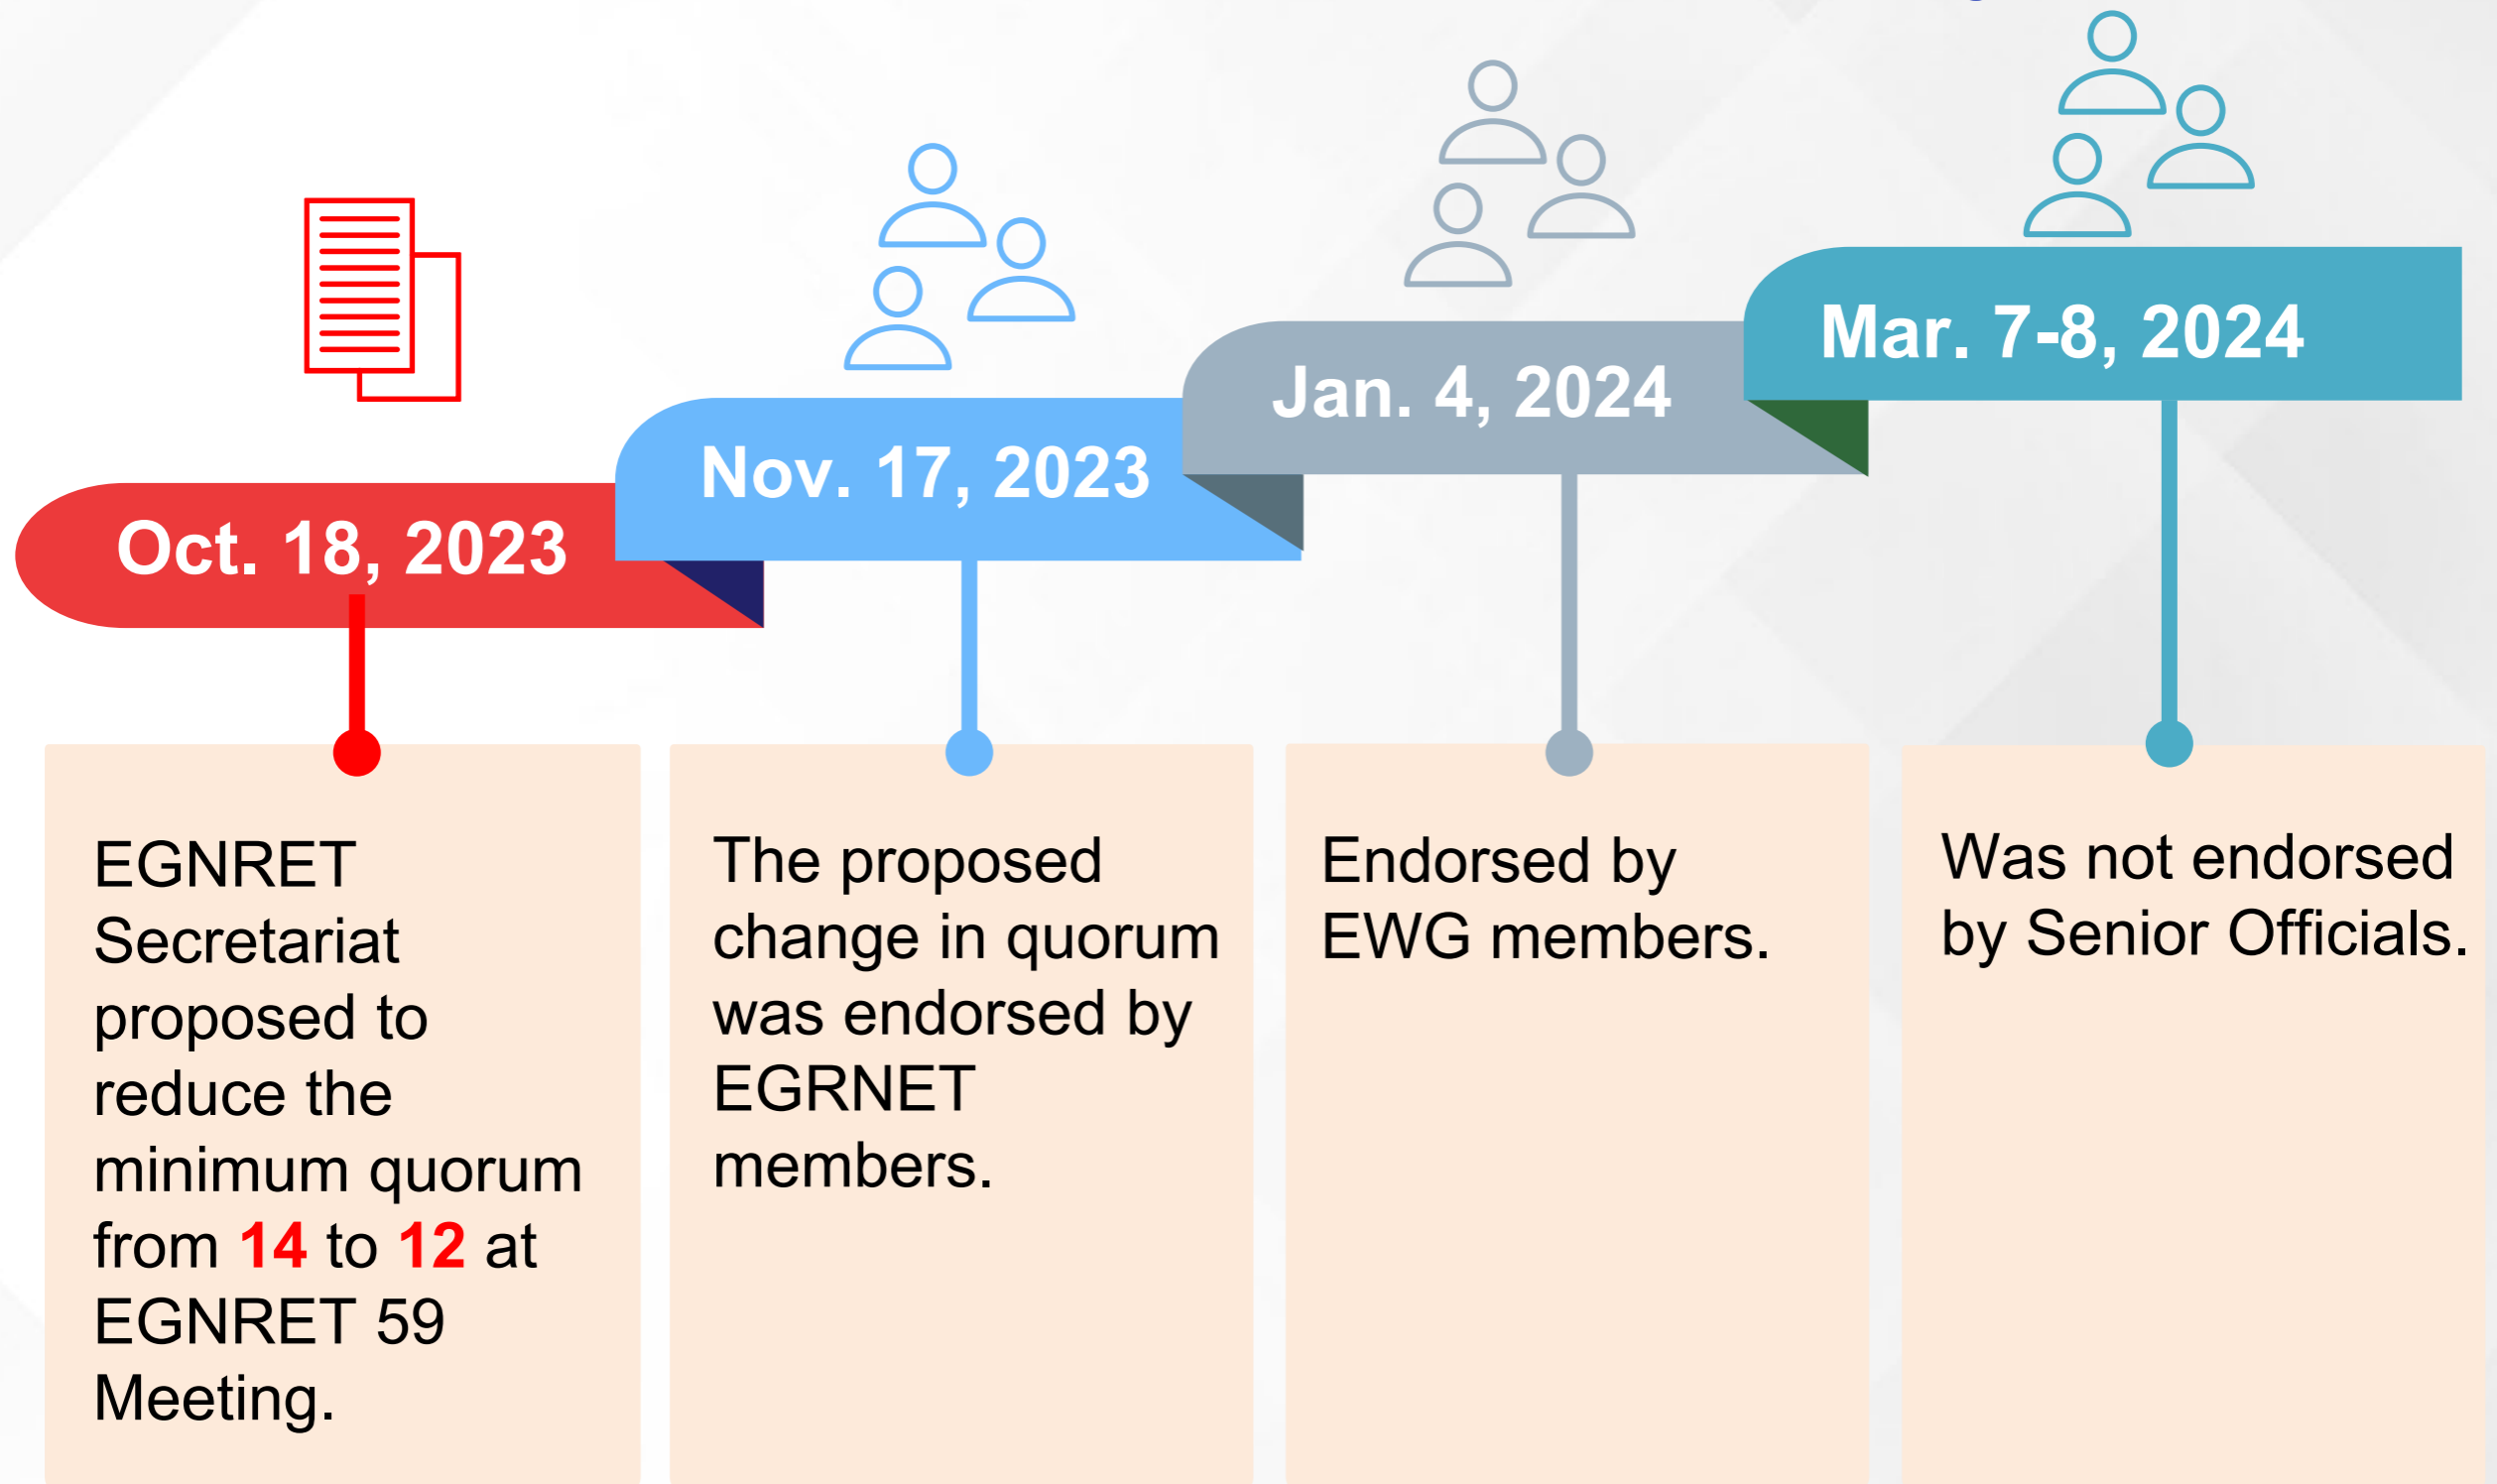 Oct. 18, 2023
EGNRET
Secretariat
proposed to
reduce the
minimum quorum
from 14 to 12 at
EGNRET 59
Meeting.
Nov. 17, 2023
The proposed
change in quorum
was endorsed by
EGRNET
members.
Jan. 4, 2024
Endorsed by
EWG members.
Mar. 7-8, 2024
Was not endorsed
by Senior Officials.